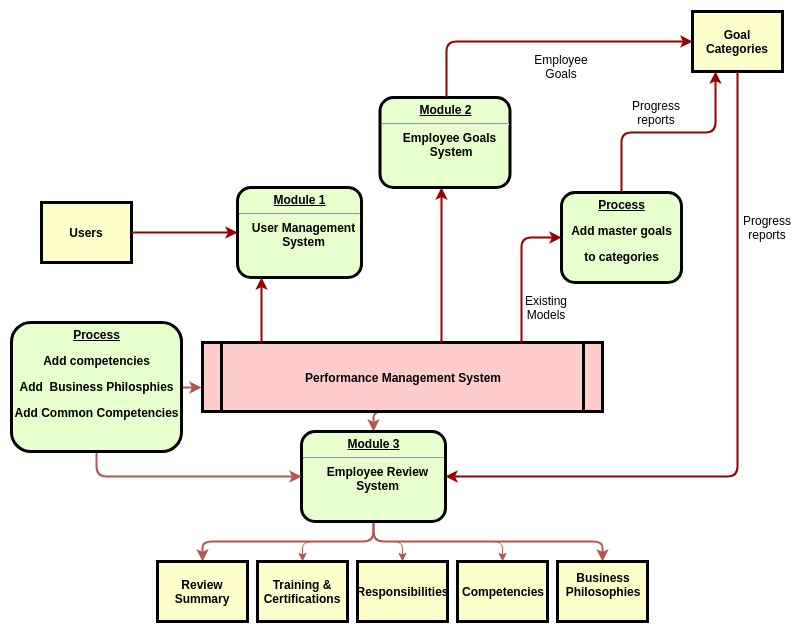 Goal
Categories
Employee
Goals
Module 2
Employee Goals
System
Progress
reports
Module 1
User Management
System
Users
Process
Add master goals
to categories
Progress
reports
Existing
Models
Process
Add competencies
Add  Business Philosphies
Add Common Competencies
Performance Management System
Module 3
Employee Review
System
Review
Summary
Training &
Certifications
Responsibilities
Competencies
Business
Philosophies